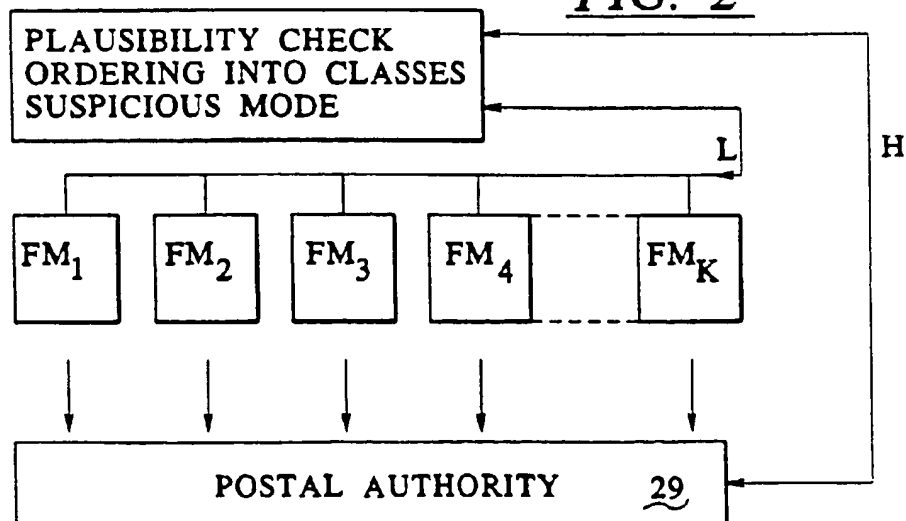 FIG. 2
PLAUSIBILITY CHECK
ORDERING INTO CLASSES
SUSPICIOUS MODE
L
H
FM1
FM2
FM3
FM4
FMK
POSTAL AUTHORITY 29